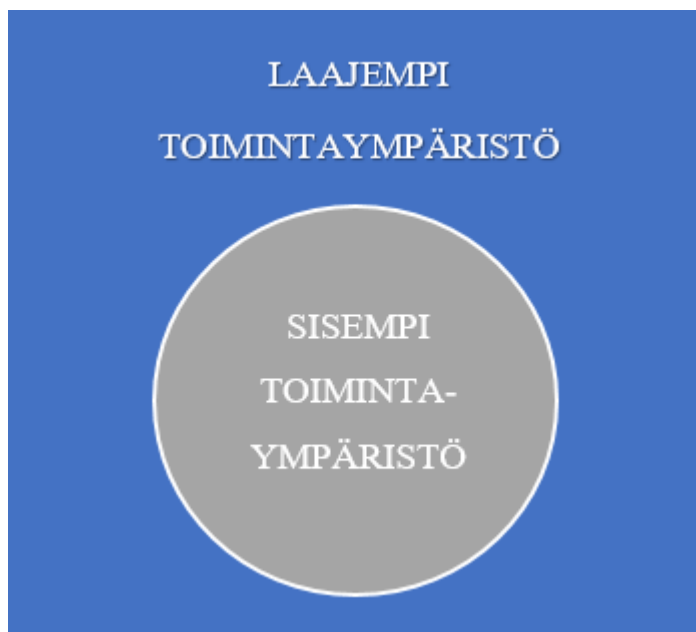 LAAJEMPI
TOIMINTAYMPÄRISTÖ
SISEMPI
TOIMINTA-
YMPÄRISTÖ